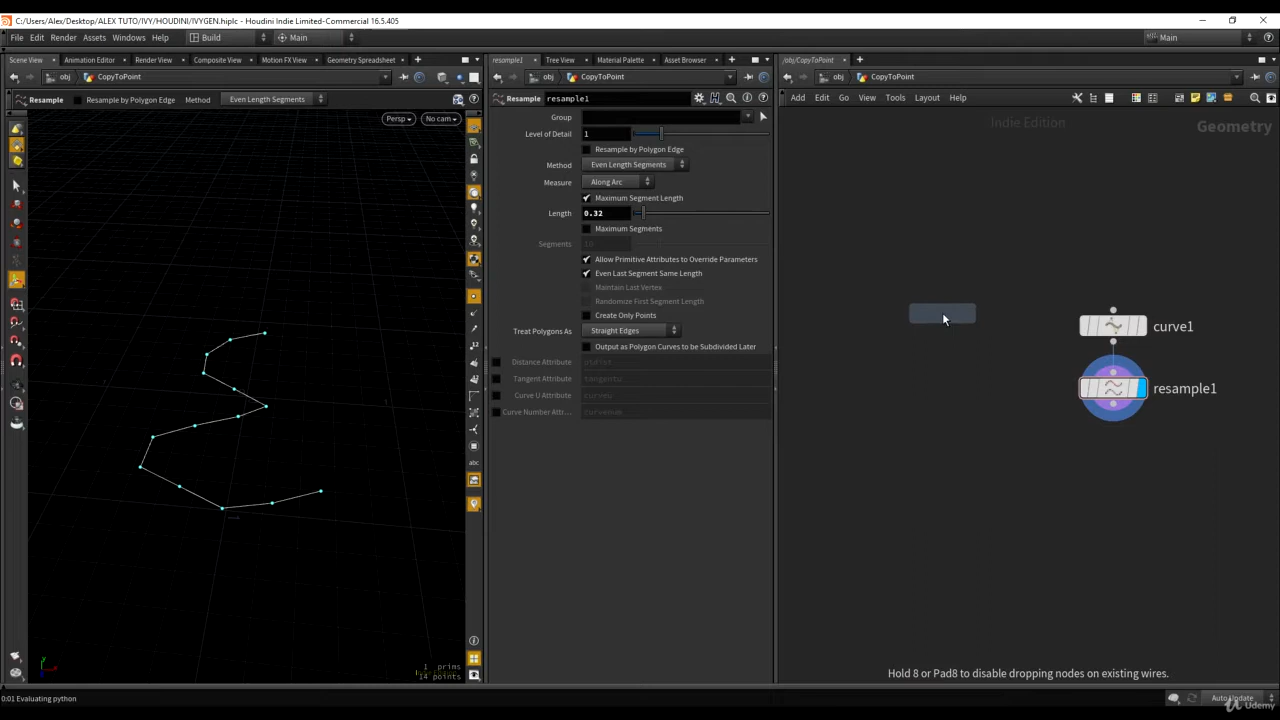 C:/Users/Alex/Desktop/ALEX TUTO/IVY/HOUDINI/IVYGEN.hiplc - Houdini Indie Limited-Commercial 16.5.405
File Edit Render Assets Windows Help Build Main Main
Scene View Animation Editor Render View Composite View Motion FX View Geometry Spreadsheet
resample1 Tree View Material Palette Asset Browser
/obj/CopyToPoint
obj CopyToPoint
obj CopyToPoint
obj CopyToPoint
Resample Resample by Polygon Edge Method Even Length Segments
Persp No cam
1 prims
14 points
Resample resample1
Group
Level of Detail 1
Resample by Polygon Edge
Method Even Length Segments
Measure Along Arc
Maximum Segment Length
Length 0.32
Maximum Segments
Segments 10
Allow Primitive Attributes to Override Parameters
Even Last Segment Same Length
Maintain Last Vertex
Randomize First Segment Length
Create Only Points
Treat Polygons As Straight Edges
Output as Polygon Curves to be Subdivided Later
Distance Attribute
Tangent Attribute
Curve U Attribute
Curve Number Att...
Add Edit Go View Tools Layout Help
Indie Edition
Geometry
curve1
resample1
Hold 8 or Pad8 to disable dropping nodes on existing wires.
0:01 Evaluating python
Auto Update
Udemy